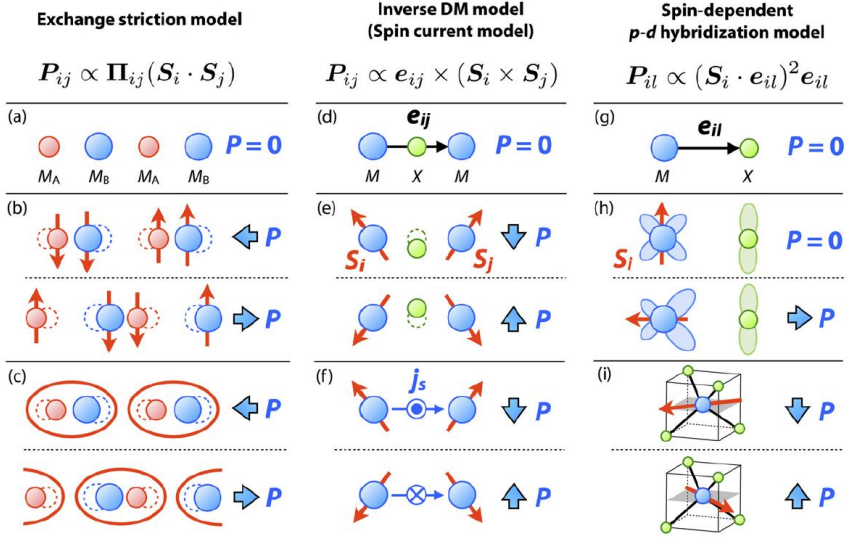 Exchange striction model
P_ij ∝ Π_ij(S_i · S_j)
(a)
P = 0
M_A M_B M_A M_B
(b)
P
P
(c)
P
P
Inverse DM model
(Spin current model)
P_ij ∝ e_ij × (S_i × S_j)
(d)
e_ij
P = 0
M X M
(e)
S_i S_j
P
P
(f)
j_s
P
P
Spin-dependent
p-d hybridization model
P_il ∝ (S_i · e_il)²e_il
(g)
e_il
P = 0
M X
(h)
S_i
P = 0
P
(i)
P
P